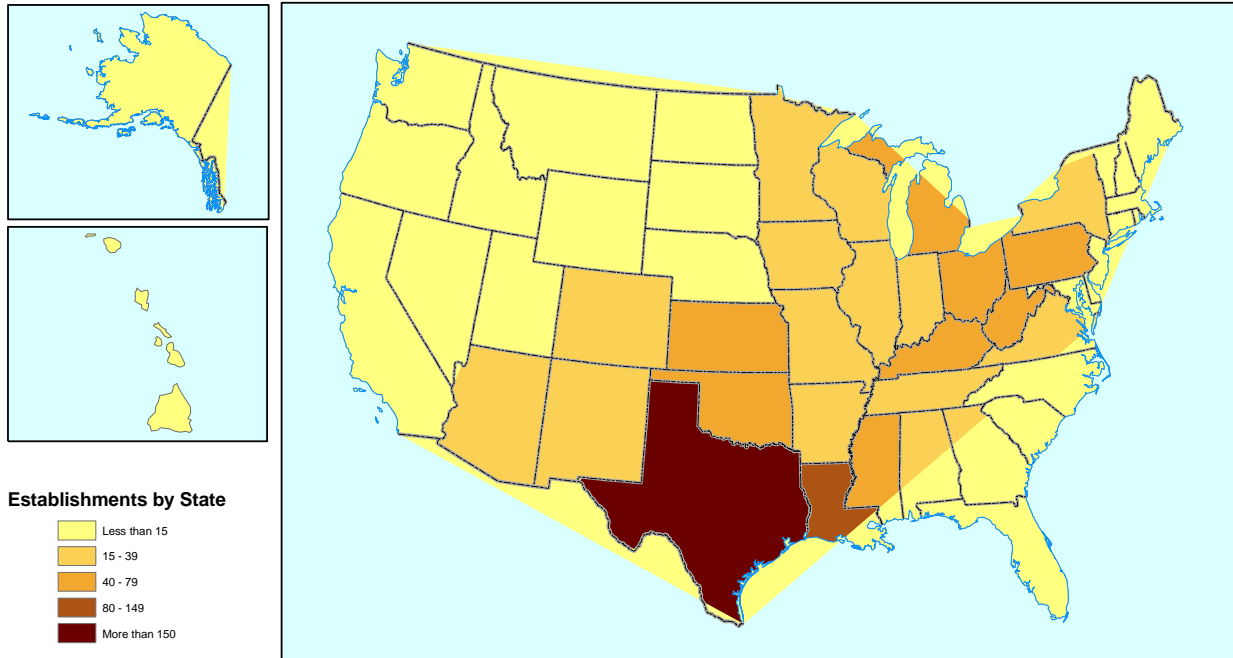 Establishments by State
Less than 15
15 - 39
40 - 79
80 - 149
More than 150